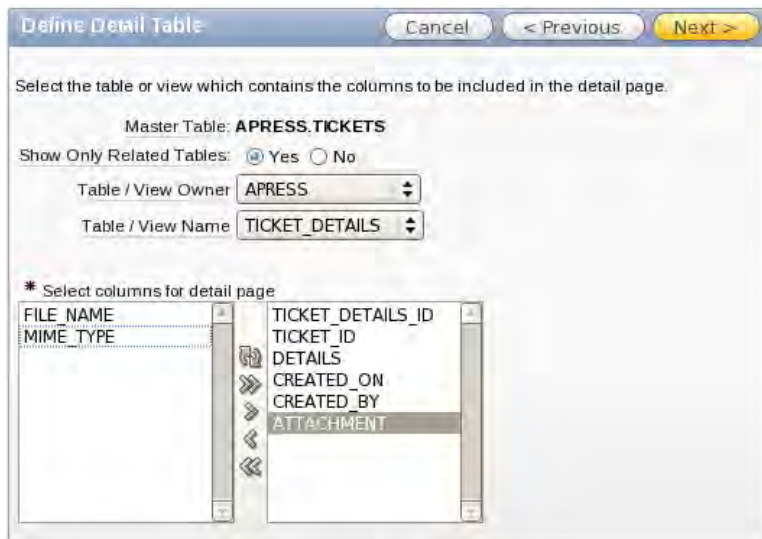 Define Detail Table
Cancel
< Previous
Next >
Select the table or view which contains the columns to be included in the detail page.
Master Table: APRESS.TICKETS
Show Only Related Tables: Yes No
Table / View Owner APRESS
Table / View Name TICKET_DETAILS
* Select columns for detail page
FILE_NAME
MIME_TYPE
TICKET_DETAILS_ID
TICKET_ID
DETAILS
CREATED_ON
CREATED_BY
ATTACHMENT